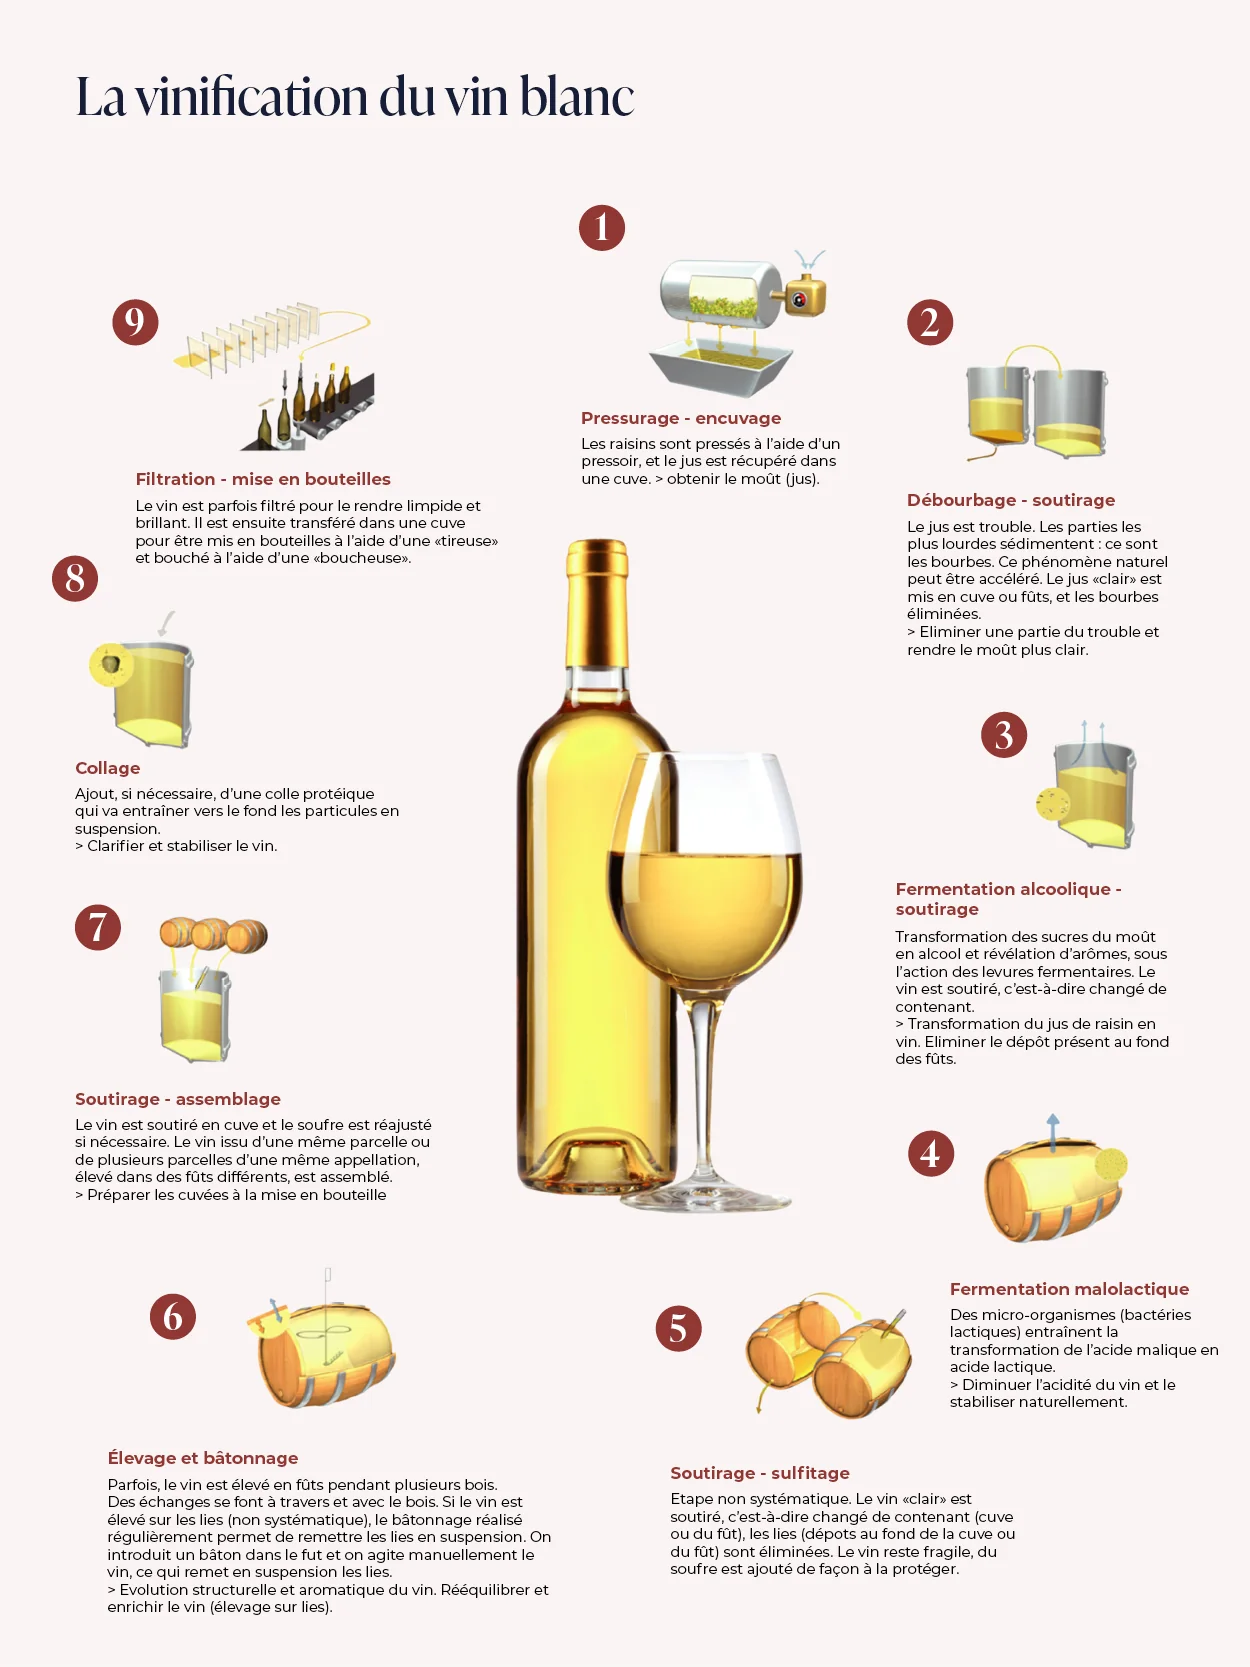 La vinification du vin blanc
1
Pressurage - encuvage
Les raisins sont pressés à l'aide d'un
pressoir, et le jus est récupéré dans
une cuve. > obtenir le moût (jus).
2
Débourbage - soutirage
Le jus est trouble. Les parties les
plus lourdes sédimentent : ce sont
les bourbes. Ce phénomène naturel
peut être accéléré. Le jus «clair» est
mis en cuve ou fûts, et les bourbes
éliminées.
> Eliminer une partie du trouble et
rendre le moût plus clair.
3
Fermentation alcoolique -
soutirage
Transformation des sucres du moût
en alcool et révélation d'arômes, sous
l'action des levures fermentaires. Le
vin est soutiré, c'est-à-dire changé de
contenant.
> Transformation du jus de raisin en
vin. Eliminer le dépôt présent au fond
des fûts.
4
Fermentation malolactique
Des micro-organismes (bactéries
lactiques) entraînent la
transformation de l'acide malique en
acide lactique.
> Diminuer l'acidité du vin et le
stabiliser naturellement.
5
Soutirage - sulfitage
Etape non systématique. Le vin «clair» est
soutiré, c'est-à-dire changé de contenant (cuve
ou du fût), les lies (dépots au fond de la cuve ou
du fût) sont éliminées. Le vin reste fragile, du
soufre est ajouté de façon à la protéger.
6
Élevage et bâtonnage
Parfois, le vin est élevé en fûts pendant plusieurs bois.
Des échanges se font à travers et avec le bois. Si le vin est
élevé sur les lies (non systématique), le bâtonnage réalisé
régulièrement permet de remettre les lies en suspension. On
introduit un bâton dans le fut et on agite manuellement le
vin, ce qui remet en suspension les lies.
> Evolution structurelle et aromatique du vin. Rééquilibrer et
enrichir le vin (élevage sur lies).
7
Soutirage - assemblage
Le vin est soutiré en cuve et le soufre est réajusté
si nécessaire. Le vin issu d'une même parcelle ou
de plusieurs parcelles d'une même appellation,
élevé dans des fûts différents, est assemblé.
> Préparer les cuvées à la mise en bouteille
8
Collage
Ajout, si nécessaire, d'une colle protéique
qui va entraîner vers le fond les particules en
suspension.
> Clarifier et stabiliser le vin.
9
Filtration - mise en bouteilles
Le vin est parfois filtré pour le rendre limpide et
brillant. Il est ensuite transféré dans une cuve
pour être mis en bouteilles à l'aide d'une «tireuse»
et bouché à l'aide d'une «boucheuse».